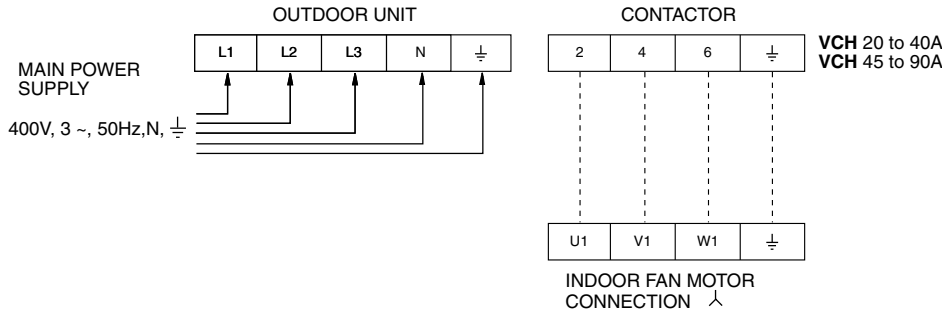 OUTDOOR UNIT
L1 L2 L3 N ⏚
MAIN POWER
SUPPLY
400V, 3 ~, 50Hz,N, ⏚
CONTACTOR
2 4 6 ⏚
VCH 20 to 40A
VCH 45 to 90A
U1 V1 W1 ⏚
INDOOR FAN MOTOR
CONNECTION ⅄